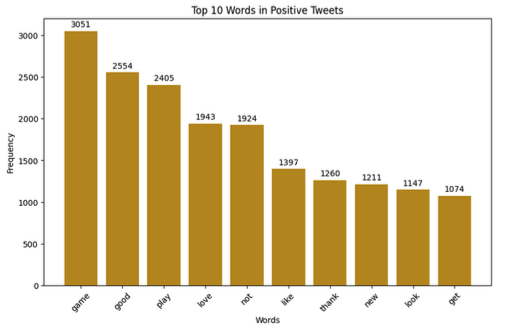 Top 10 Words in Positive Tweets
3051
2554
2405
1943
1924
1397
1260
1211
1147
1074
3000
2500
2000
1500
1000
500
0
Frequency
game
good
play
love
not
like
thank
new
look
get
Words